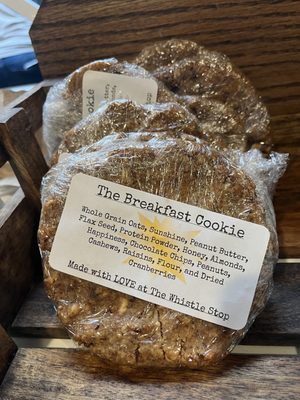 The Breakfast Cookie
Whole Grain Oats, Sunshine, Peanut Butter,
Flax Seed, Protein Powder, Honey, Almonds,
Happiness, Chocolate Chips, Peanuts,
Cashews, Raisins, Flour, and Dried
Cranberries
Made with LOVE at The Whistle Stop